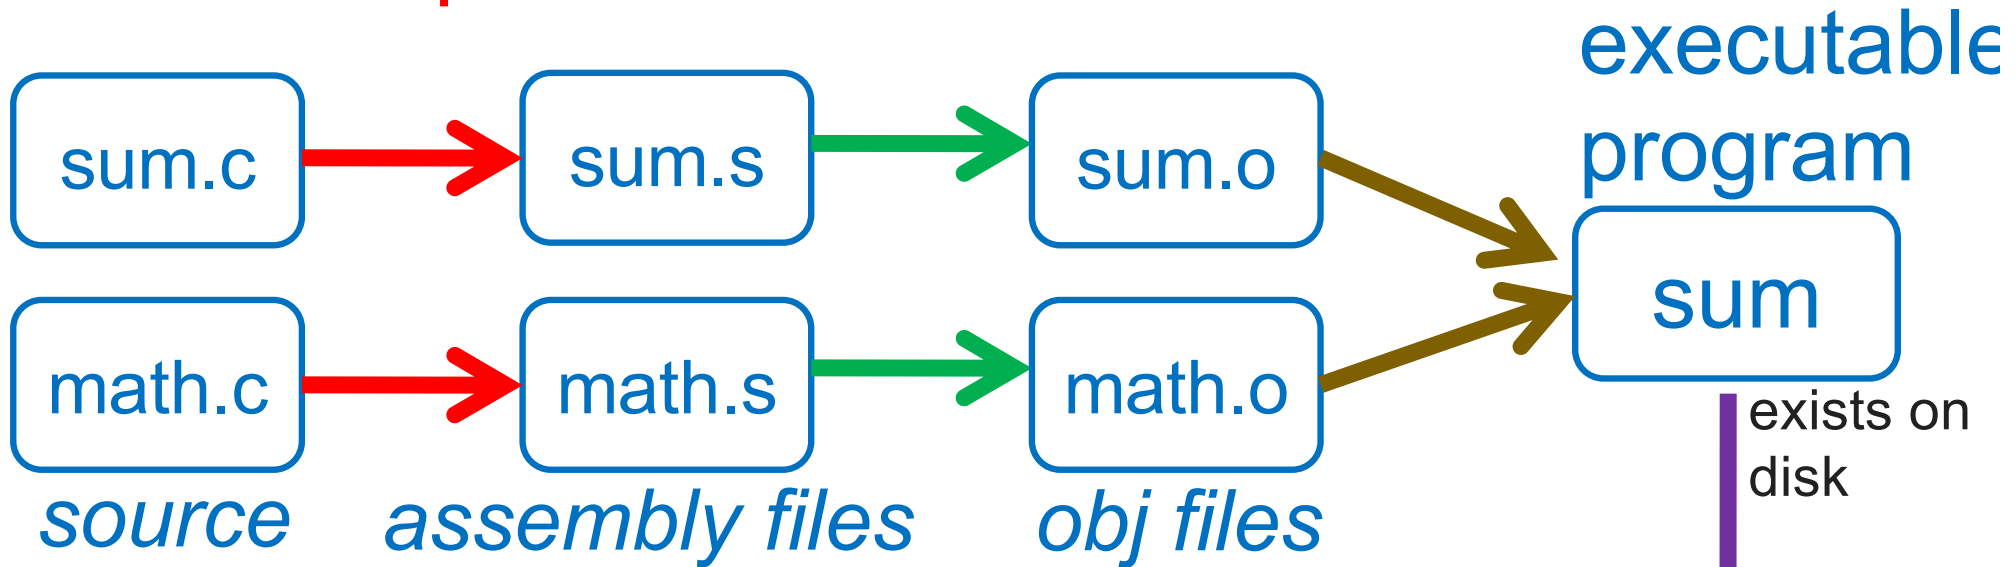 executable
program
sum.c
sum.s
sum.o
sum
math.c
math.s
math.o
exists on
disk
source
assembly files
obj files